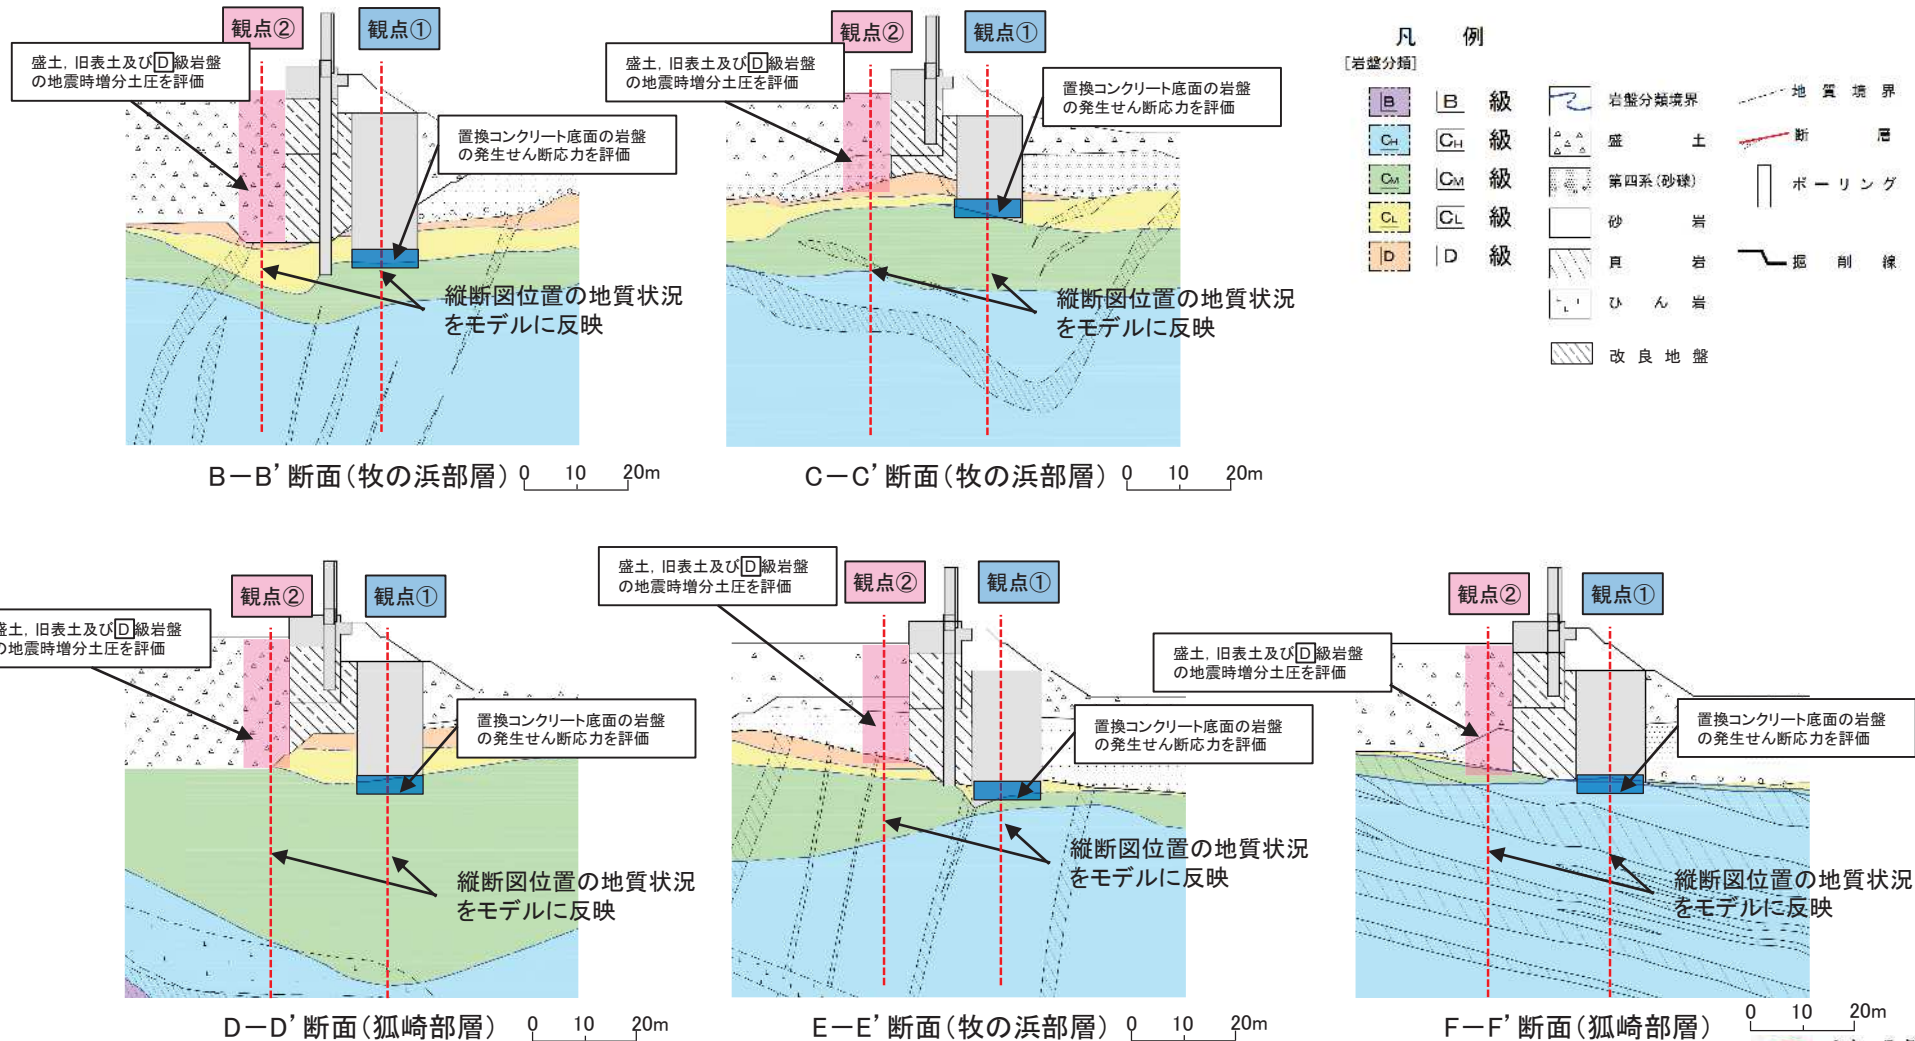 観点②
観点①
盛土，旧表土及びD級岩盤
の地震時増分土圧を評価
置換コンクリート底面の岩盤
の発生せん断応力を評価
縦断図位置の地質状況
をモデルに反映
B－B’断面(牧の浜部層)
0 10 20m
観点②
観点①
盛土，旧表土及びD級岩盤
の地震時増分土圧を評価
置換コンクリート底面の岩盤
の発生せん断応力を評価
縦断図位置の地質状況
をモデルに反映
C－C’断面(牧の浜部層)
0 10 20m
凡 例
[岩盤分類]
B B 級
CH CH 級
CM CM 級
CL CL 級
D D 級
岩盤分類境界
盛 土
第四系(砂礫)
砂 岩
頁 岩
ひ ん 岩
改 良 地 盤
地 質 境 界
断 層
ボ ー リ ン グ
掘 削 線
観点②
観点①
盛土，旧表土及びD級岩盤
の地震時増分土圧を評価
置換コンクリート底面の岩盤
の発生せん断応力を評価
縦断図位置の地質状況
をモデルに反映
D－D’断面(狐崎部層)
0 10 20m
観点②
観点①
盛土，旧表土及びD級岩盤
の地震時増分土圧を評価
置換コンクリート底面の岩盤
の発生せん断応力を評価
縦断図位置の地質状況
をモデルに反映
E－E’断面(牧の浜部層)
0 10 20m
観点②
観点①
盛土，旧表土及びD級岩盤
の地震時増分土圧を評価
置換コンクリート底面の岩盤
の発生せん断応力を評価
縦断図位置の地質状況
をモデルに反映
F－F’断面(狐崎部層)
0 10 20m